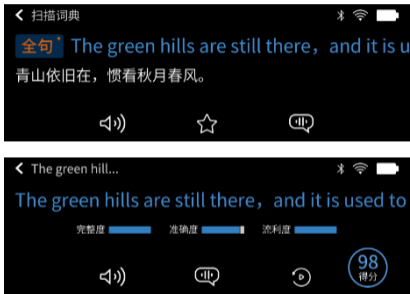 扫描词典
全句 The green hills are still there，and it is u
青山依旧在，惯看秋月春风。
The green hill...
The green hills are still there，and it is used to
完整度 准确度 流利度
98
得分